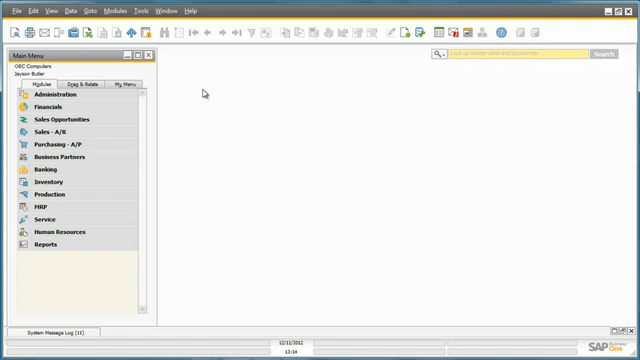 File Edit View Data Goto Modules Tools Window Help
Main Menu
OEC Computers
Jayson Butler
Modules Drag & Relate My Menu
Search
Administration
Financials
Sales Opportunities
Sales - A/R
Purchasing - A/P
Business Partners
Banking
Inventory
Production
MRP
Service
Human Resources
Reports
System Message Log (11)
12/11/2012
13:14
SAP Business One